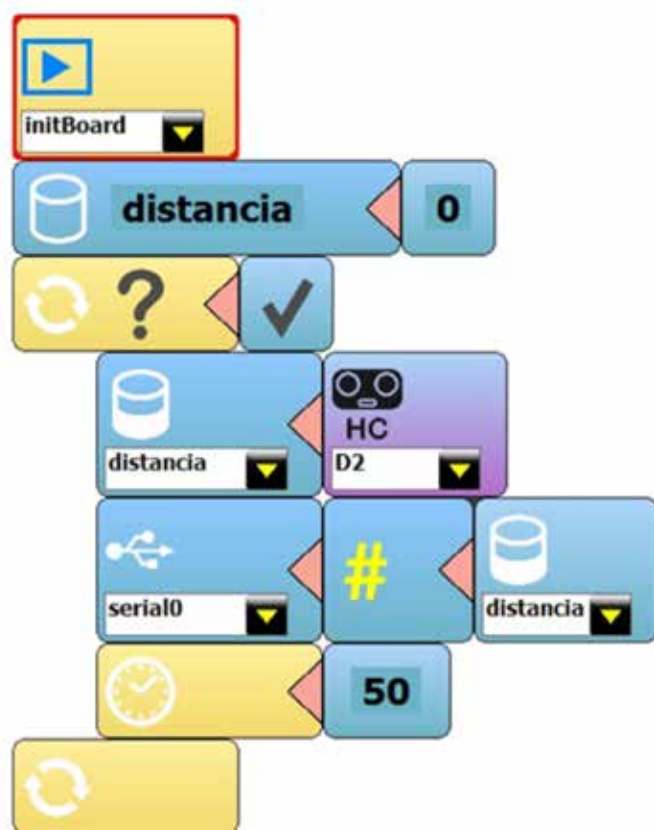 initBoard
distancia 0
?
HC
distancia D2
#
serial0 distancia
50